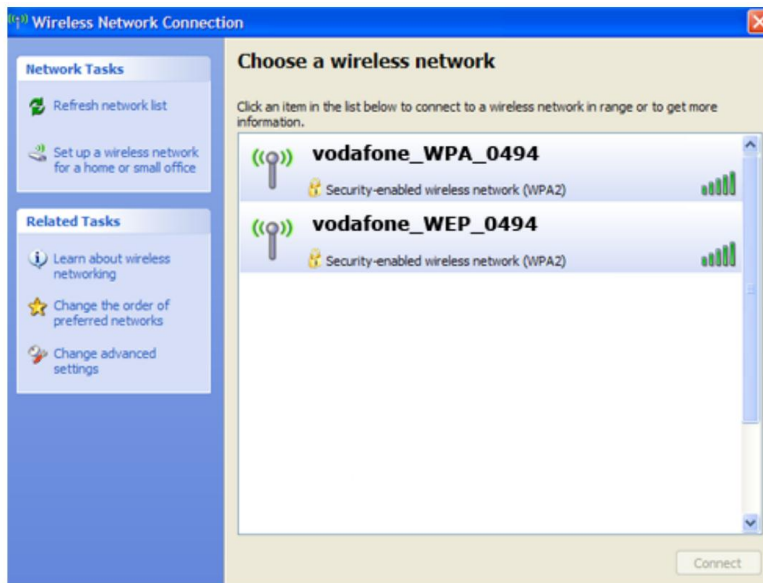 Wireless Network Connect
Network Tasks
Refresh network list
Set up a wireless network
for a home or small office
Related Tasks
Learn about wireless
networking
Change the order of
preferred networks
Change advanced
settings
Choose a wireless network
Click an item in the list below to connect to a wireless network in range or to get more
information.
vodafone_WPA_0494
Security-enabled wireless network (WPA2)
vodafone_WEP_0494
Security-enabled wireless network (WPA2)
Connect